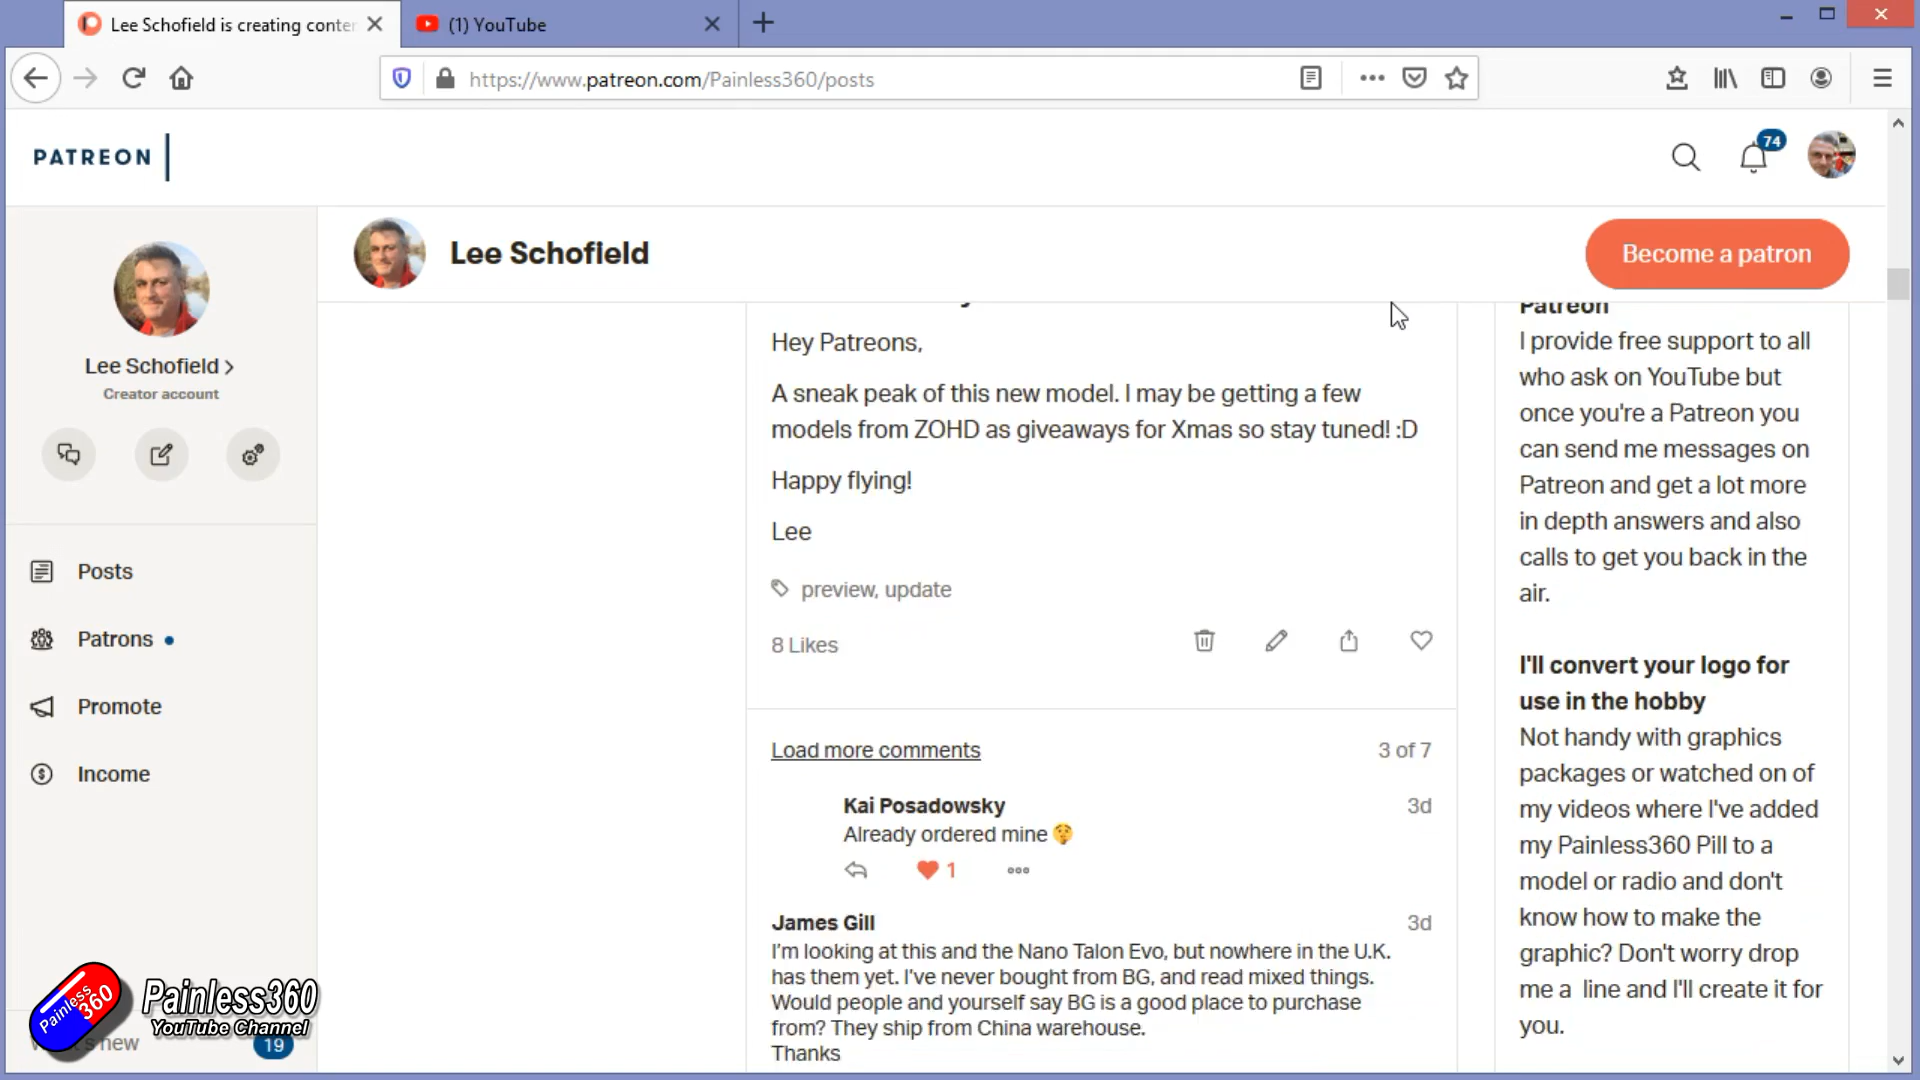 Lee Schofield is creating conter
(1) YouTube
https://www.patreon.com/Painless360/posts
PATREON
74
Lee Schofield
Become a patron
Lee Schofield
Creator account
Posts
Patrons
Promote
Income
19
Painless 360
Painless360
YouTube Channel
Hey Patreons,
A sneak peak of this new model. I may be getting a few
models from ZOHD as giveaways for Xmas so stay tuned! :D
Happy flying!
Lee
preview, update
8 Likes
Load more comments
3 of 7
Kai Posadowsky
3d
Already ordered mine
1
James Gill
3d
I'm looking at this and the Nano Talon Evo, but nowhere in the U.K.
has them yet. I've never bought from BG, and read mixed things.
Would people and yourself say BG is a good place to purchase
from? They ship from China warehouse.
Thanks
Patreon
I provide free support to all
who ask on YouTube but
once you're a Patreon you
can send me messages on
Patreon and get a lot more
in depth answers and also
calls to get you back in the
air.
I'll convert your logo for
use in the hobby
Not handy with graphics
packages or watched on of
my videos where I've added
my Painless360 Pill to a
model or radio and don't
know how to make the
graphic? Don't worry drop
me a line and I'll create it for
you.